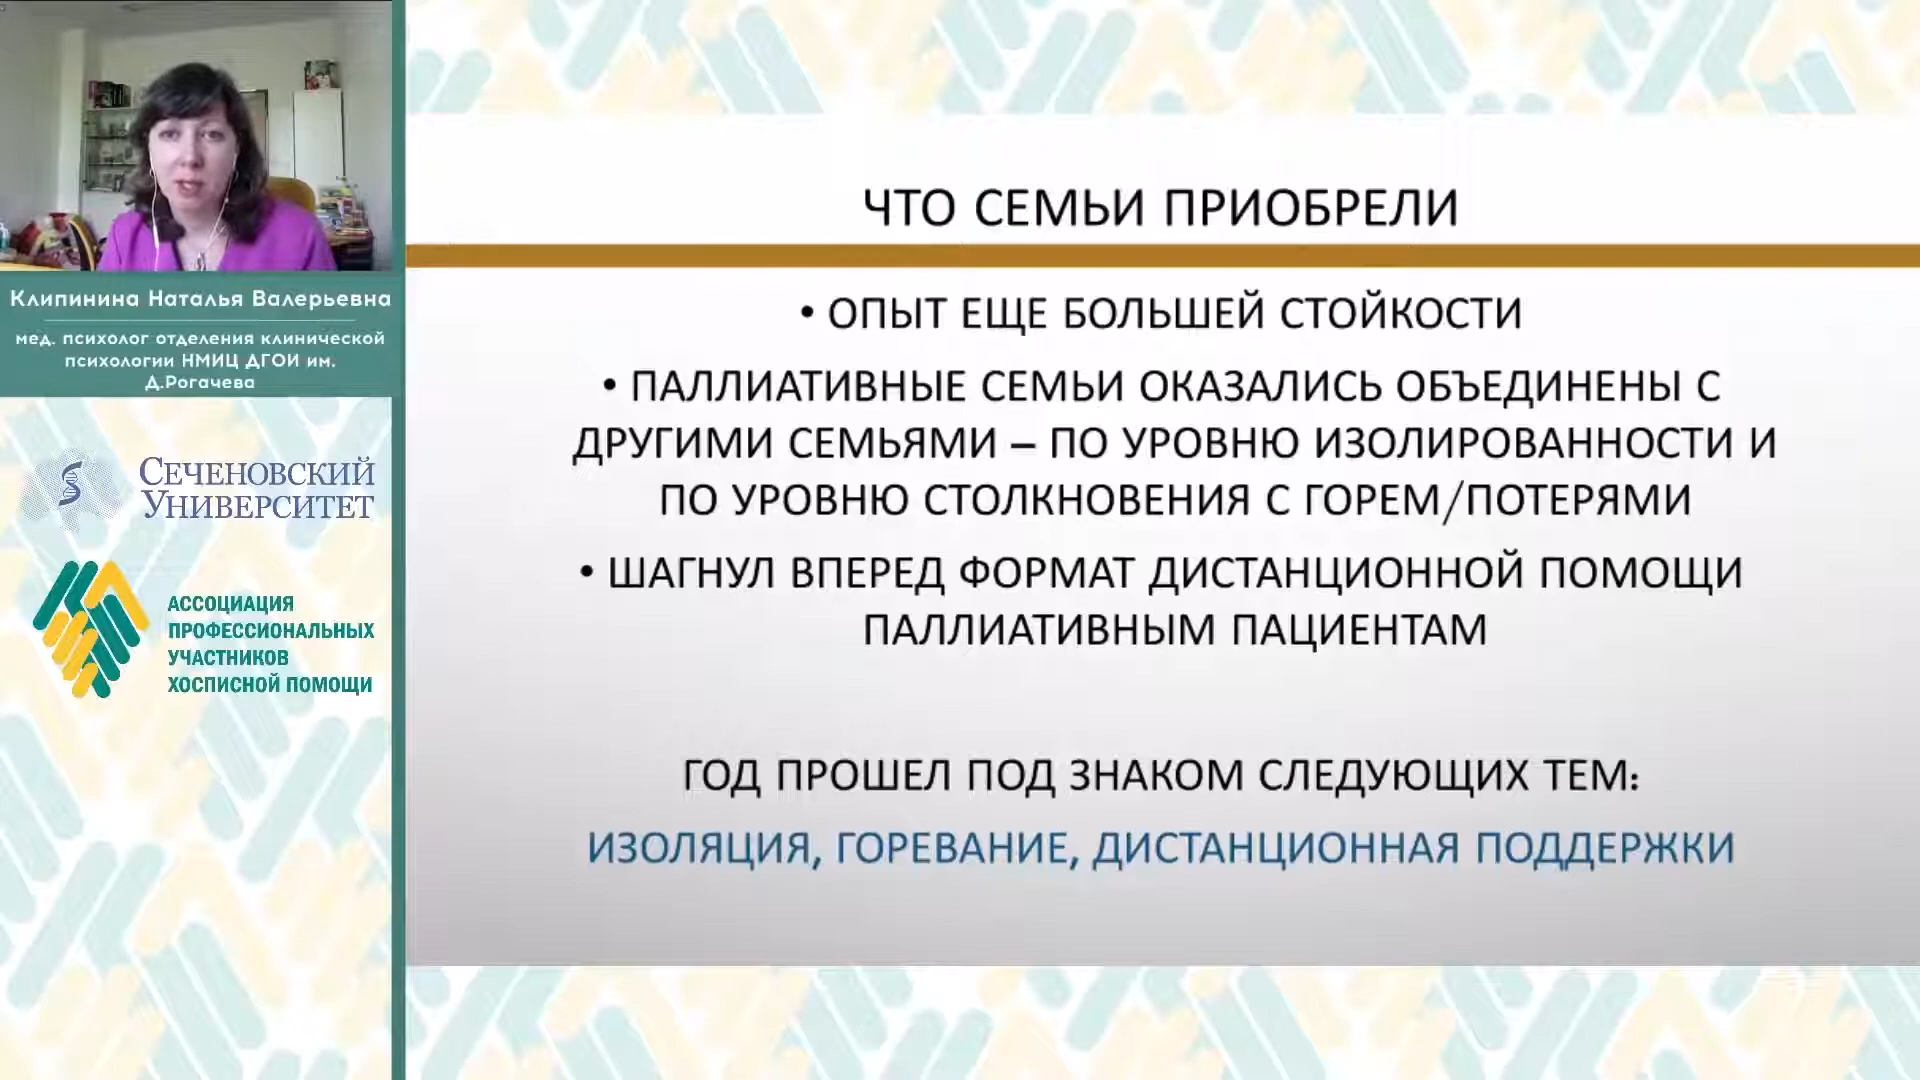 Клипинина Наталья Валерьевна
мед. психолог отделения клинической
психологии НМИЦ ДГОИ им.
Д.Рогачева
СЕЧЕНОВСКИЙ
УНИВЕРСИТЕТ
АССОЦИАЦИЯ
ПРОФЕССИОНАЛЬНЫХ
УЧАСТНИКОВ
ХОСПИСНОЙ ПОМОЩИ
ЧТО СЕМЬИ ПРИОБРЕЛИ
• ОПЫТ ЕЩЕ БОЛЬШЕЙ СТОЙКОСТИ
• ПАЛЛИАТИВНЫЕ СЕМЬИ ОКАЗАЛИСЬ ОБЪЕДИНЕНЫ С
ДРУГИМИ СЕМЬЯМИ – ПО УРОВНЮ ИЗОЛИРОВАННОСТИ И
ПО УРОВНЮ СТОЛКНОВЕНИЯ С ГОРЕМ/ПОТЕРЯМИ
• ШАГНУЛ ВПЕРЕД ФОРМАТ ДИСТАНЦИОННОЙ ПОМОЩИ
ПАЛЛИАТИВНЫМ ПАЦИЕНТАМ
ГОД ПРОШЕЛ ПОД ЗНАКОМ СЛЕДУЮЩИХ ТЕМ:
ИЗОЛЯЦИЯ, ГОРЕВАНИЕ, ДИСТАНЦИОННАЯ ПОДДЕРЖКИ